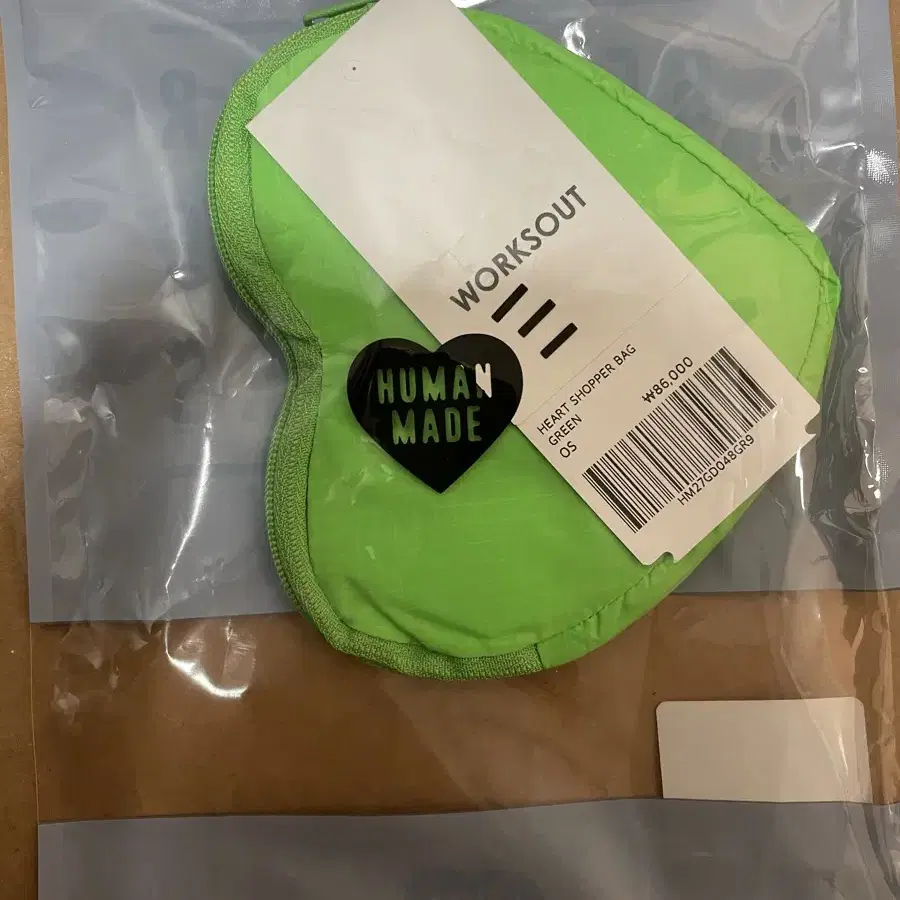 WORKSOUT
HUMAN
MADE
HEART SHOPPER BAG
GREEN
OS
₩86,000
HM27GD048GR9